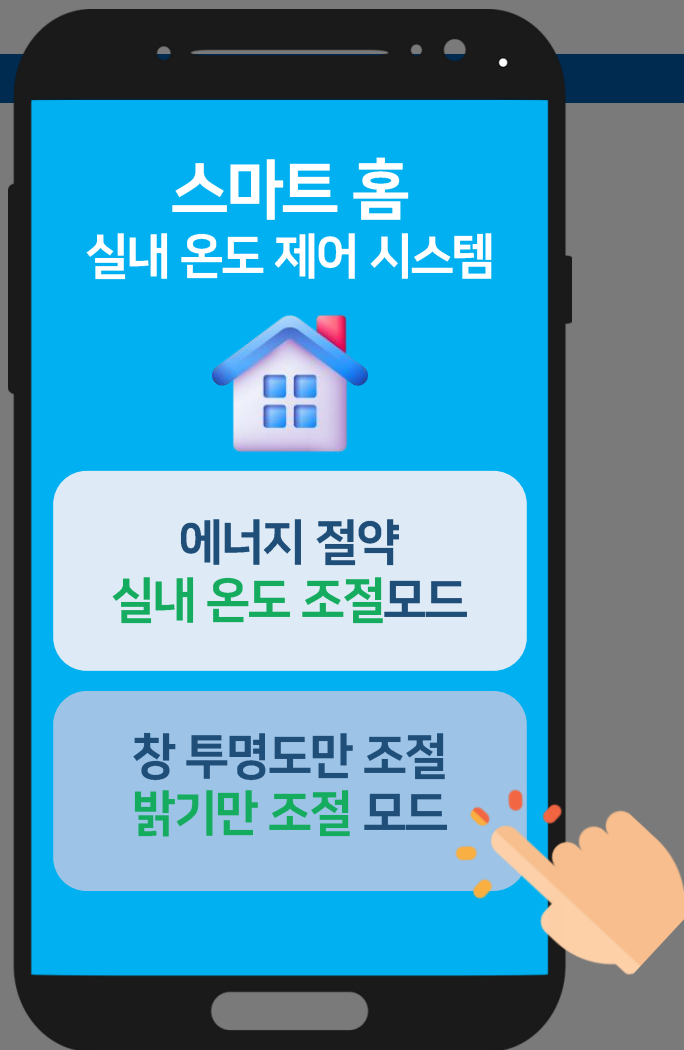 스마트 홈
실내 온도 제어 시스템
에너지 절약
실내 온도 조절모드
창 투명도만 조절
밝기만 조절 모드